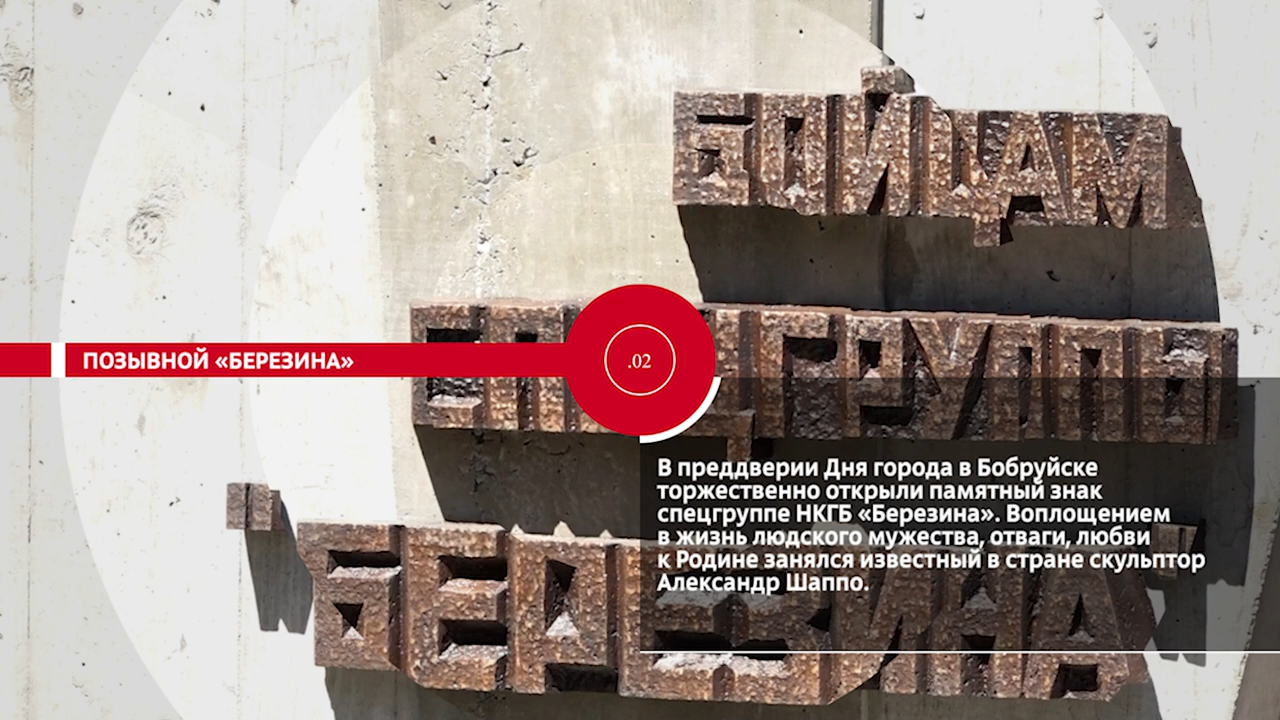 БОЙЦАМ
СПЕЦГРУППЫ
"БЕРЕЗИНА"
ПОЗЫВНОЙ «БЕРЕЗИНА»
.02
В преддверии Дня города в Бобруйске
торжественно открыли памятный знак
спецгруппе НКГБ «Березина». Воплощением
в жизнь людского мужества, отваги, любви
к Родине занялся известный в стране скульптор
Александр Шаппо.